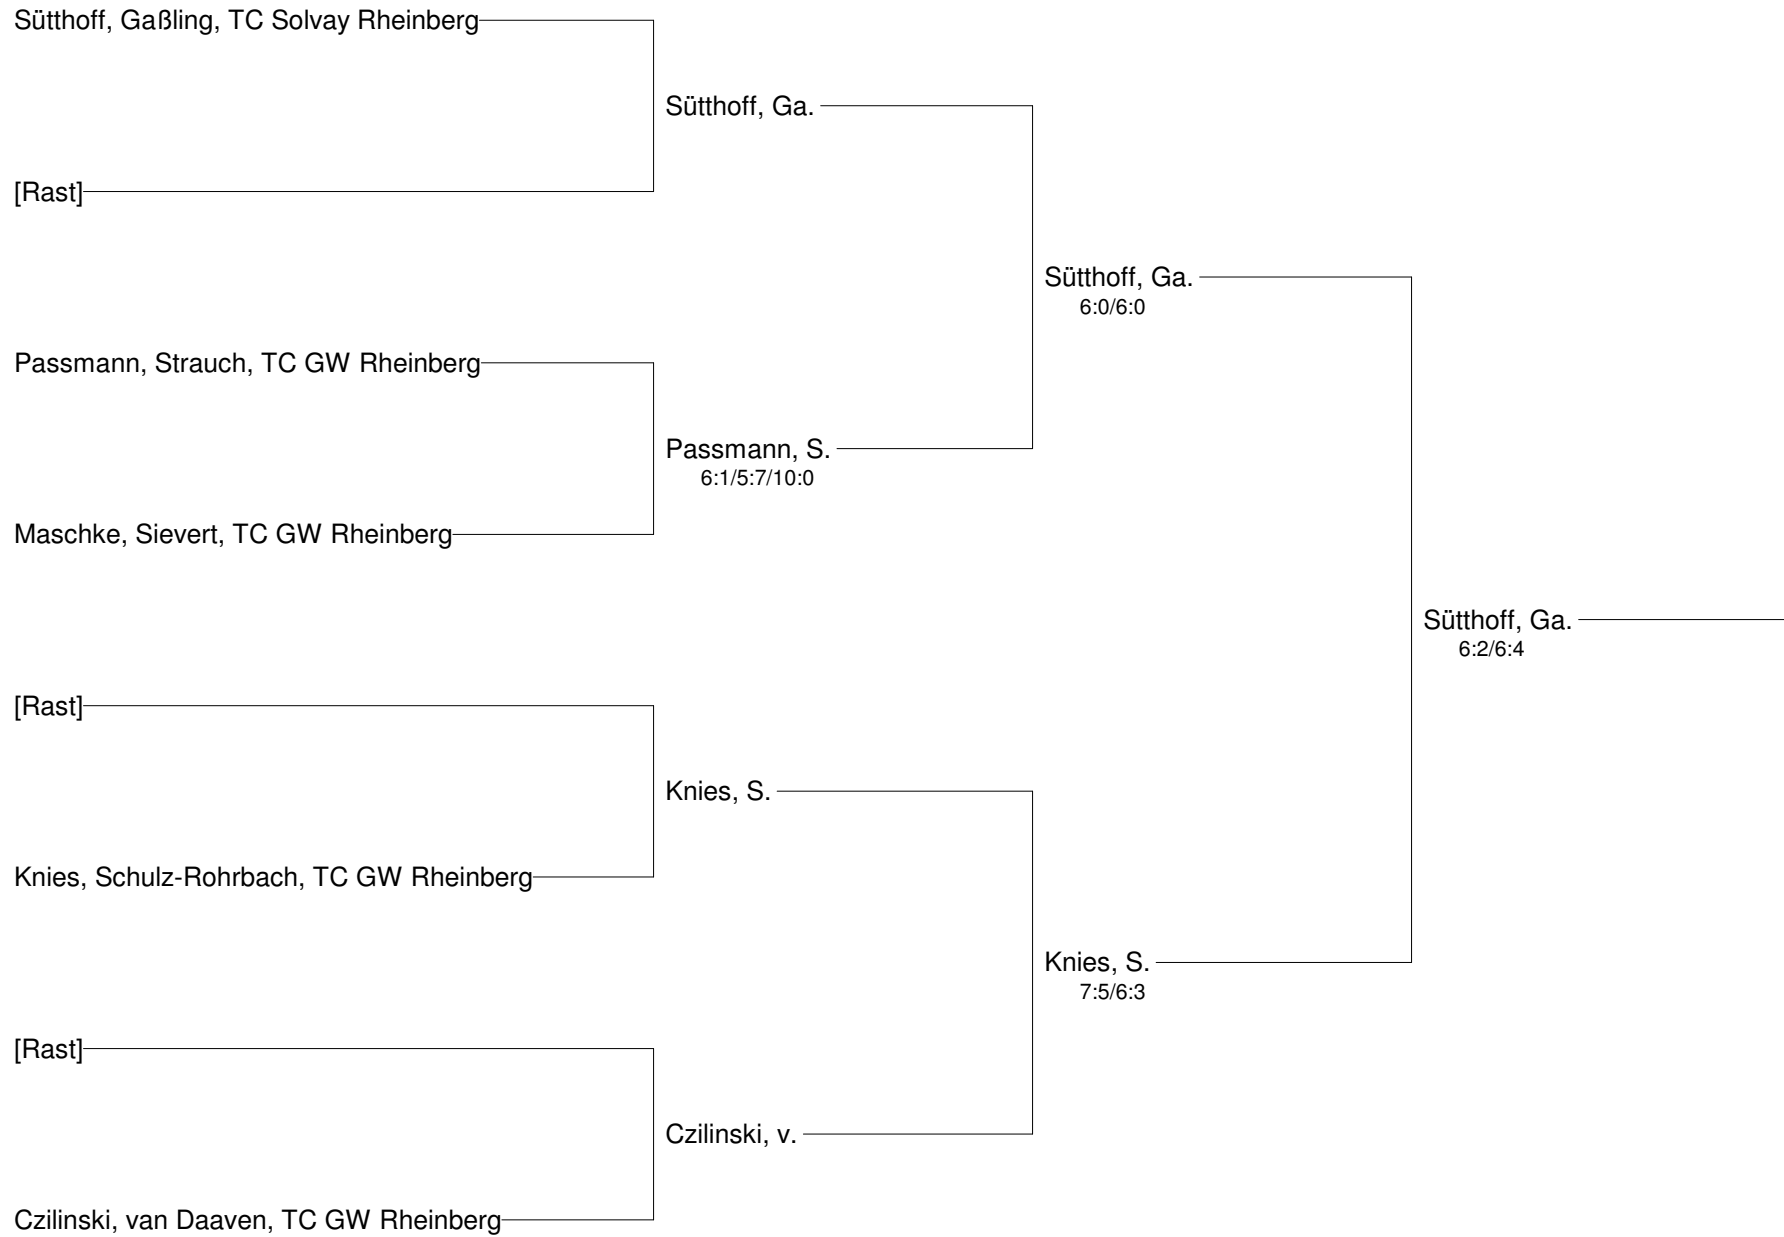 Sütthoff, Gaßling, TC Solvay Rheinberg
Sütthoff, Ga.
[Rast]
Sütthoff, Ga.
6:0/6:0
Passmann, Strauch, TC GW Rheinberg
Passmann, S.
6:1/5:7/10:0
Maschke, Sievert, TC GW Rheinberg
Sütthoff, Ga.
6:2/6:4
[Rast]
Knies, S.
Knies, Schulz-Rohrbach, TC GW Rheinberg
Knies, S.
7:5/6:3
[Rast]
Czilinski, v.
Czilinski, van Daaven, TC GW Rheinberg